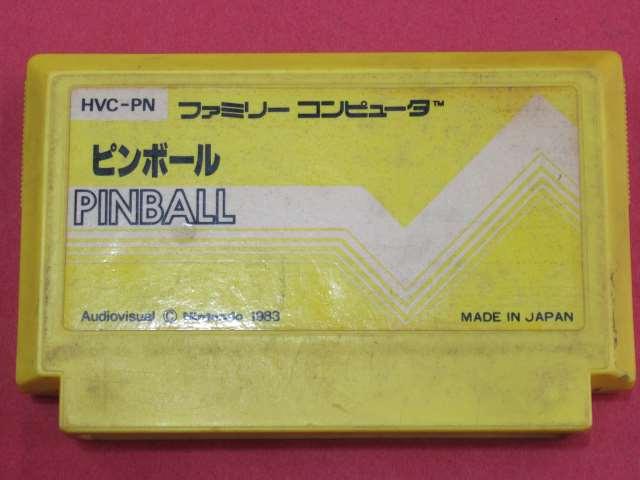 HVC-PN ファミリー コンピュータ™
ピンボール
PINBALL
Audiovisual © Nintendo 1983
MADE IN JAPAN